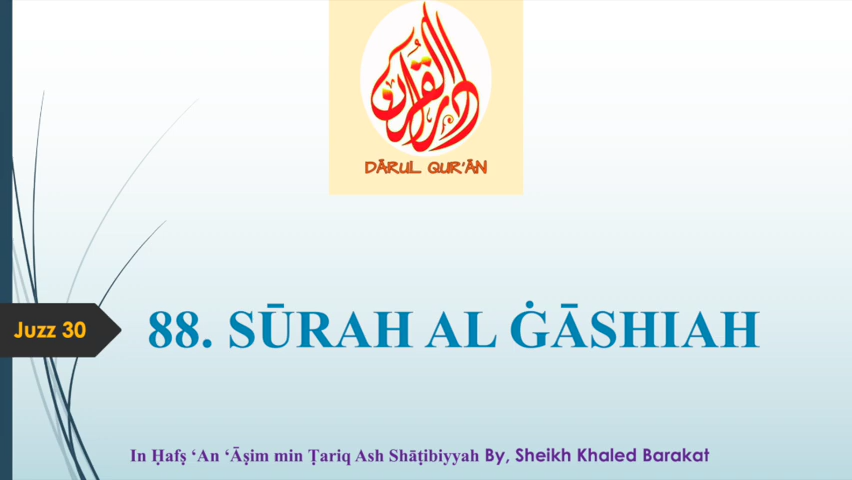 دار القرآن
DĀRUL QUR'ĀN
88. SŪRAH AL ĠĀSHIAH
Juzz 30
In Ḥafṣ ‘An ‘Āṣim min Ṭariq Ash Shāṭibiyyah By, Sheikh Khaled Barakat